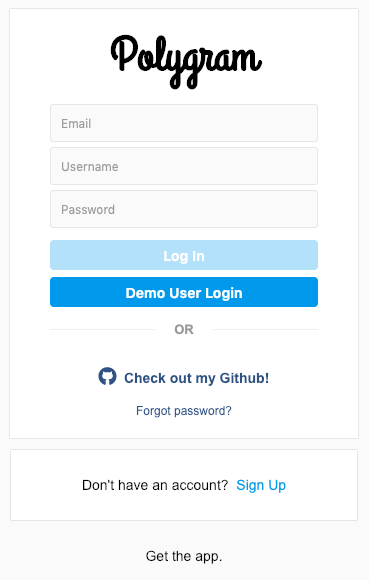 Polygram
Email
Username
Password
Log In
Demo User Login
OR
Check out my Github!
Forgot password?
Don't have an account? Sign Up
Get the app.